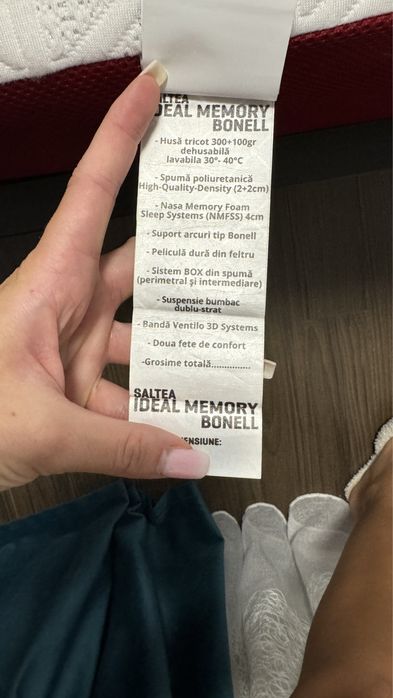 IDEAL MEMORY
BONELL
- Husă tricot 300+100gr
dehusabilă
lavabila 30°- 40°C
- Spumă poliuretanică
High-Quality-Density (2+2cm)
- Nasa Memory Foam
Sleep Systems (NMFSS) 4cm
- Suport arcuri tip Bonell
- Peliculă dură din feltru
- Sistem BOX din spumă
(perimetral și intermediare)
- Suspensie bumbac
dublu-strat
- Bandă Ventilo 3D Systems
- Doua fete de confort
-Grosime totală...............
SALTEA
IDEAL MEMORY
BONELL